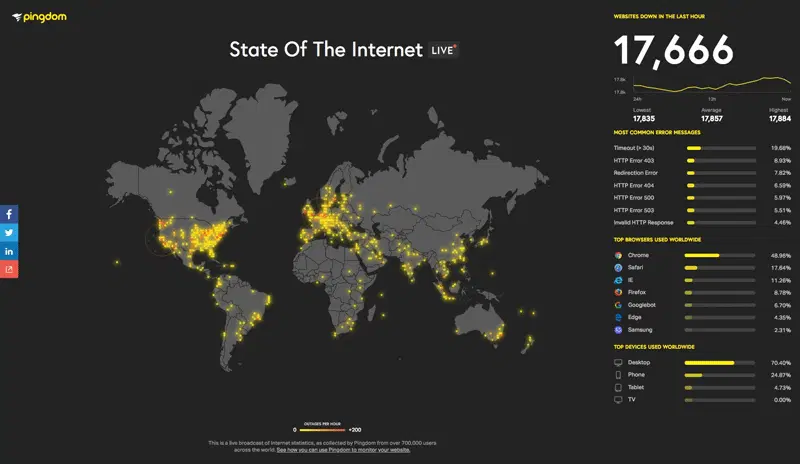 pingdom
State Of The Internet LIVE
0 OUTAGES PER HOUR +200
This is a live broadcast of Internet statistics, as collected by Pingdom from over 700,000 users
across the world. See how you can use Pingdom to monitor your website.
WEBSITES DOWN IN THE LAST HOUR
17,666
17.8k
17.8k
24h 12h Now
Lowest Average Highest
17,835 17,857 17,884
MOST COMMON ERROR MESSAGES
Timeout (> 30s) 19.68%
HTTP Error 403 8.93%
Redirection Error 7.82%
HTTP Error 404 6.59%
HTTP Error 500 5.97%
HTTP Error 503 5.51%
Invalid HTTP Response 4.46%
TOP BROWSERS USED WORLDWIDE
Chrome 48.96%
Safari 17.64%
IE 11.26%
Firefox 8.78%
Googlebot 6.70%
Edge 4.35%
Samsung 2.31%
TOP DEVICES USED WORLDWIDE
Desktop 70.40%
Phone 24.87%
Tablet 4.73%
TV 0.00%